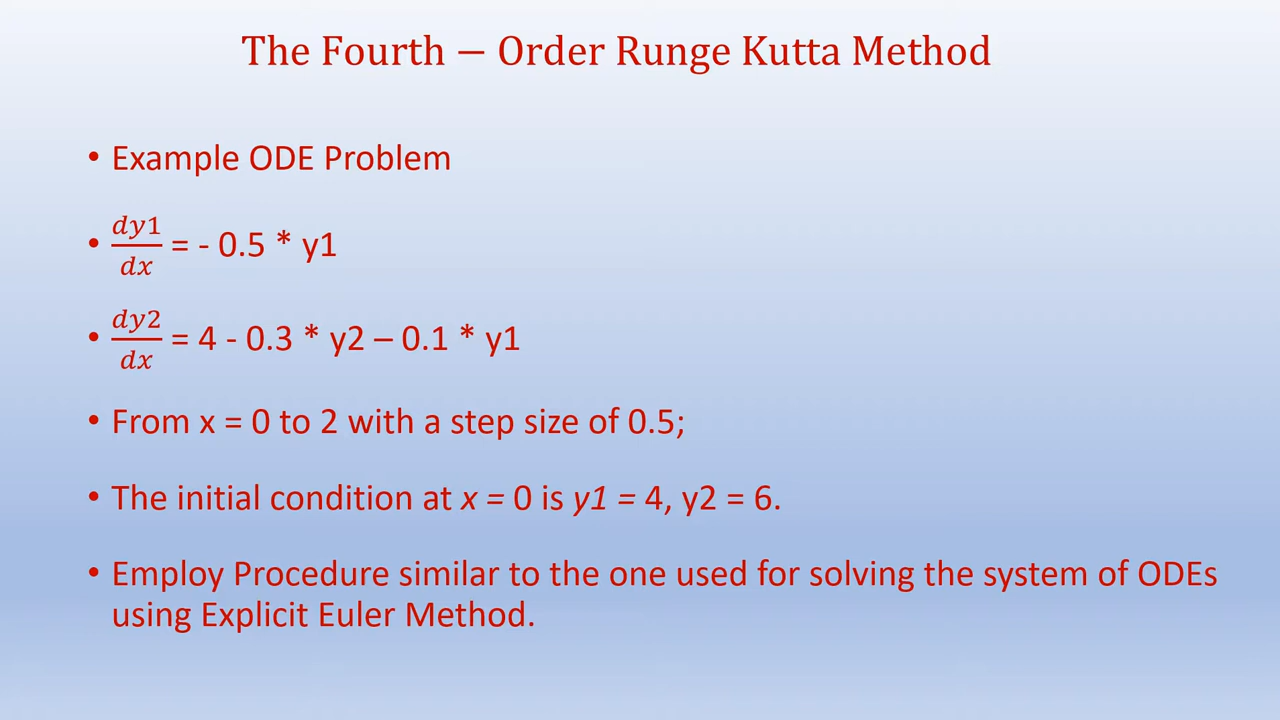 The Fourth − Order Runge Kutta Method
• Example ODE Problem
• dy1/dx = - 0.5 * y1
• dy2/dx = 4 - 0.3 * y2 – 0.1 * y1
• From x = 0 to 2 with a step size of 0.5;
• The initial condition at x = 0 is y1 = 4, y2 = 6.
• Employ Procedure similar to the one used for solving the system of ODEs
using Explicit Euler Method.